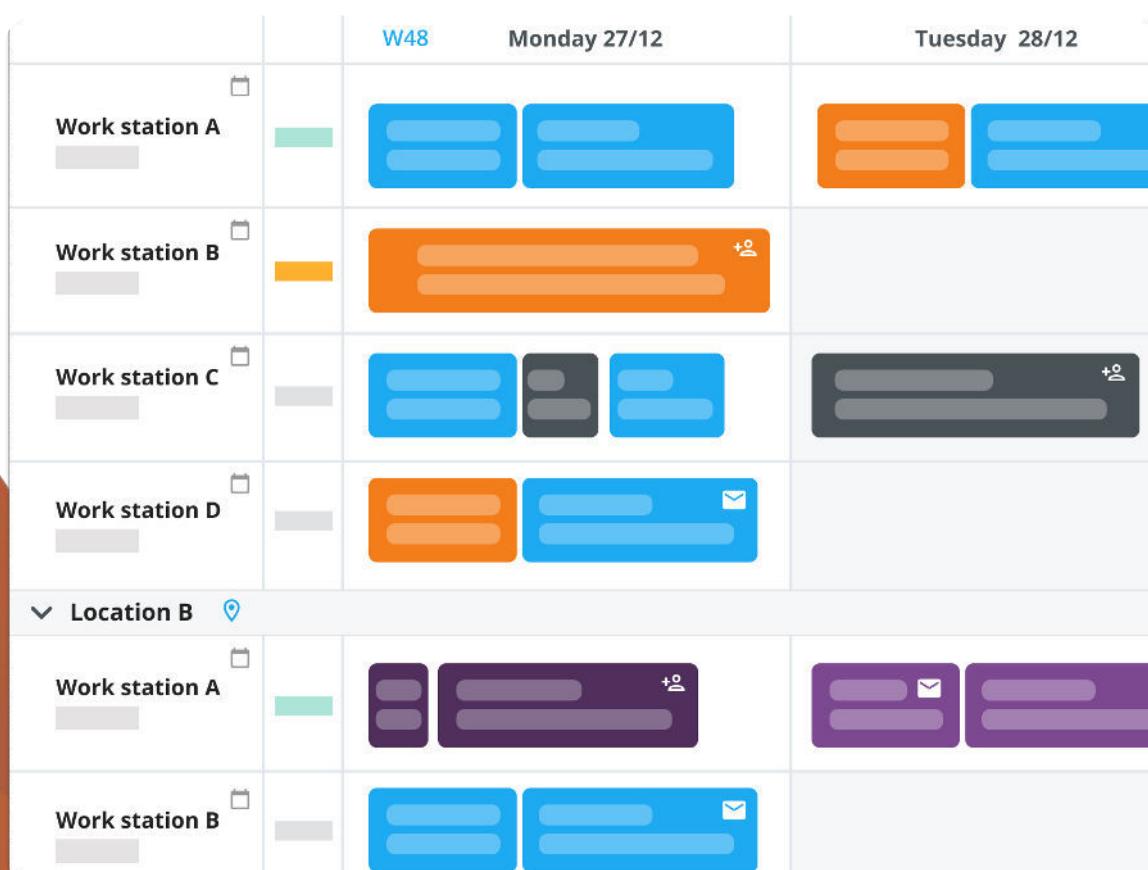 W48 Monday 27/12 Tuesday 28/12
Work station A
Work station B
Work station C
Work station D
Location B
Work station A
Work station B